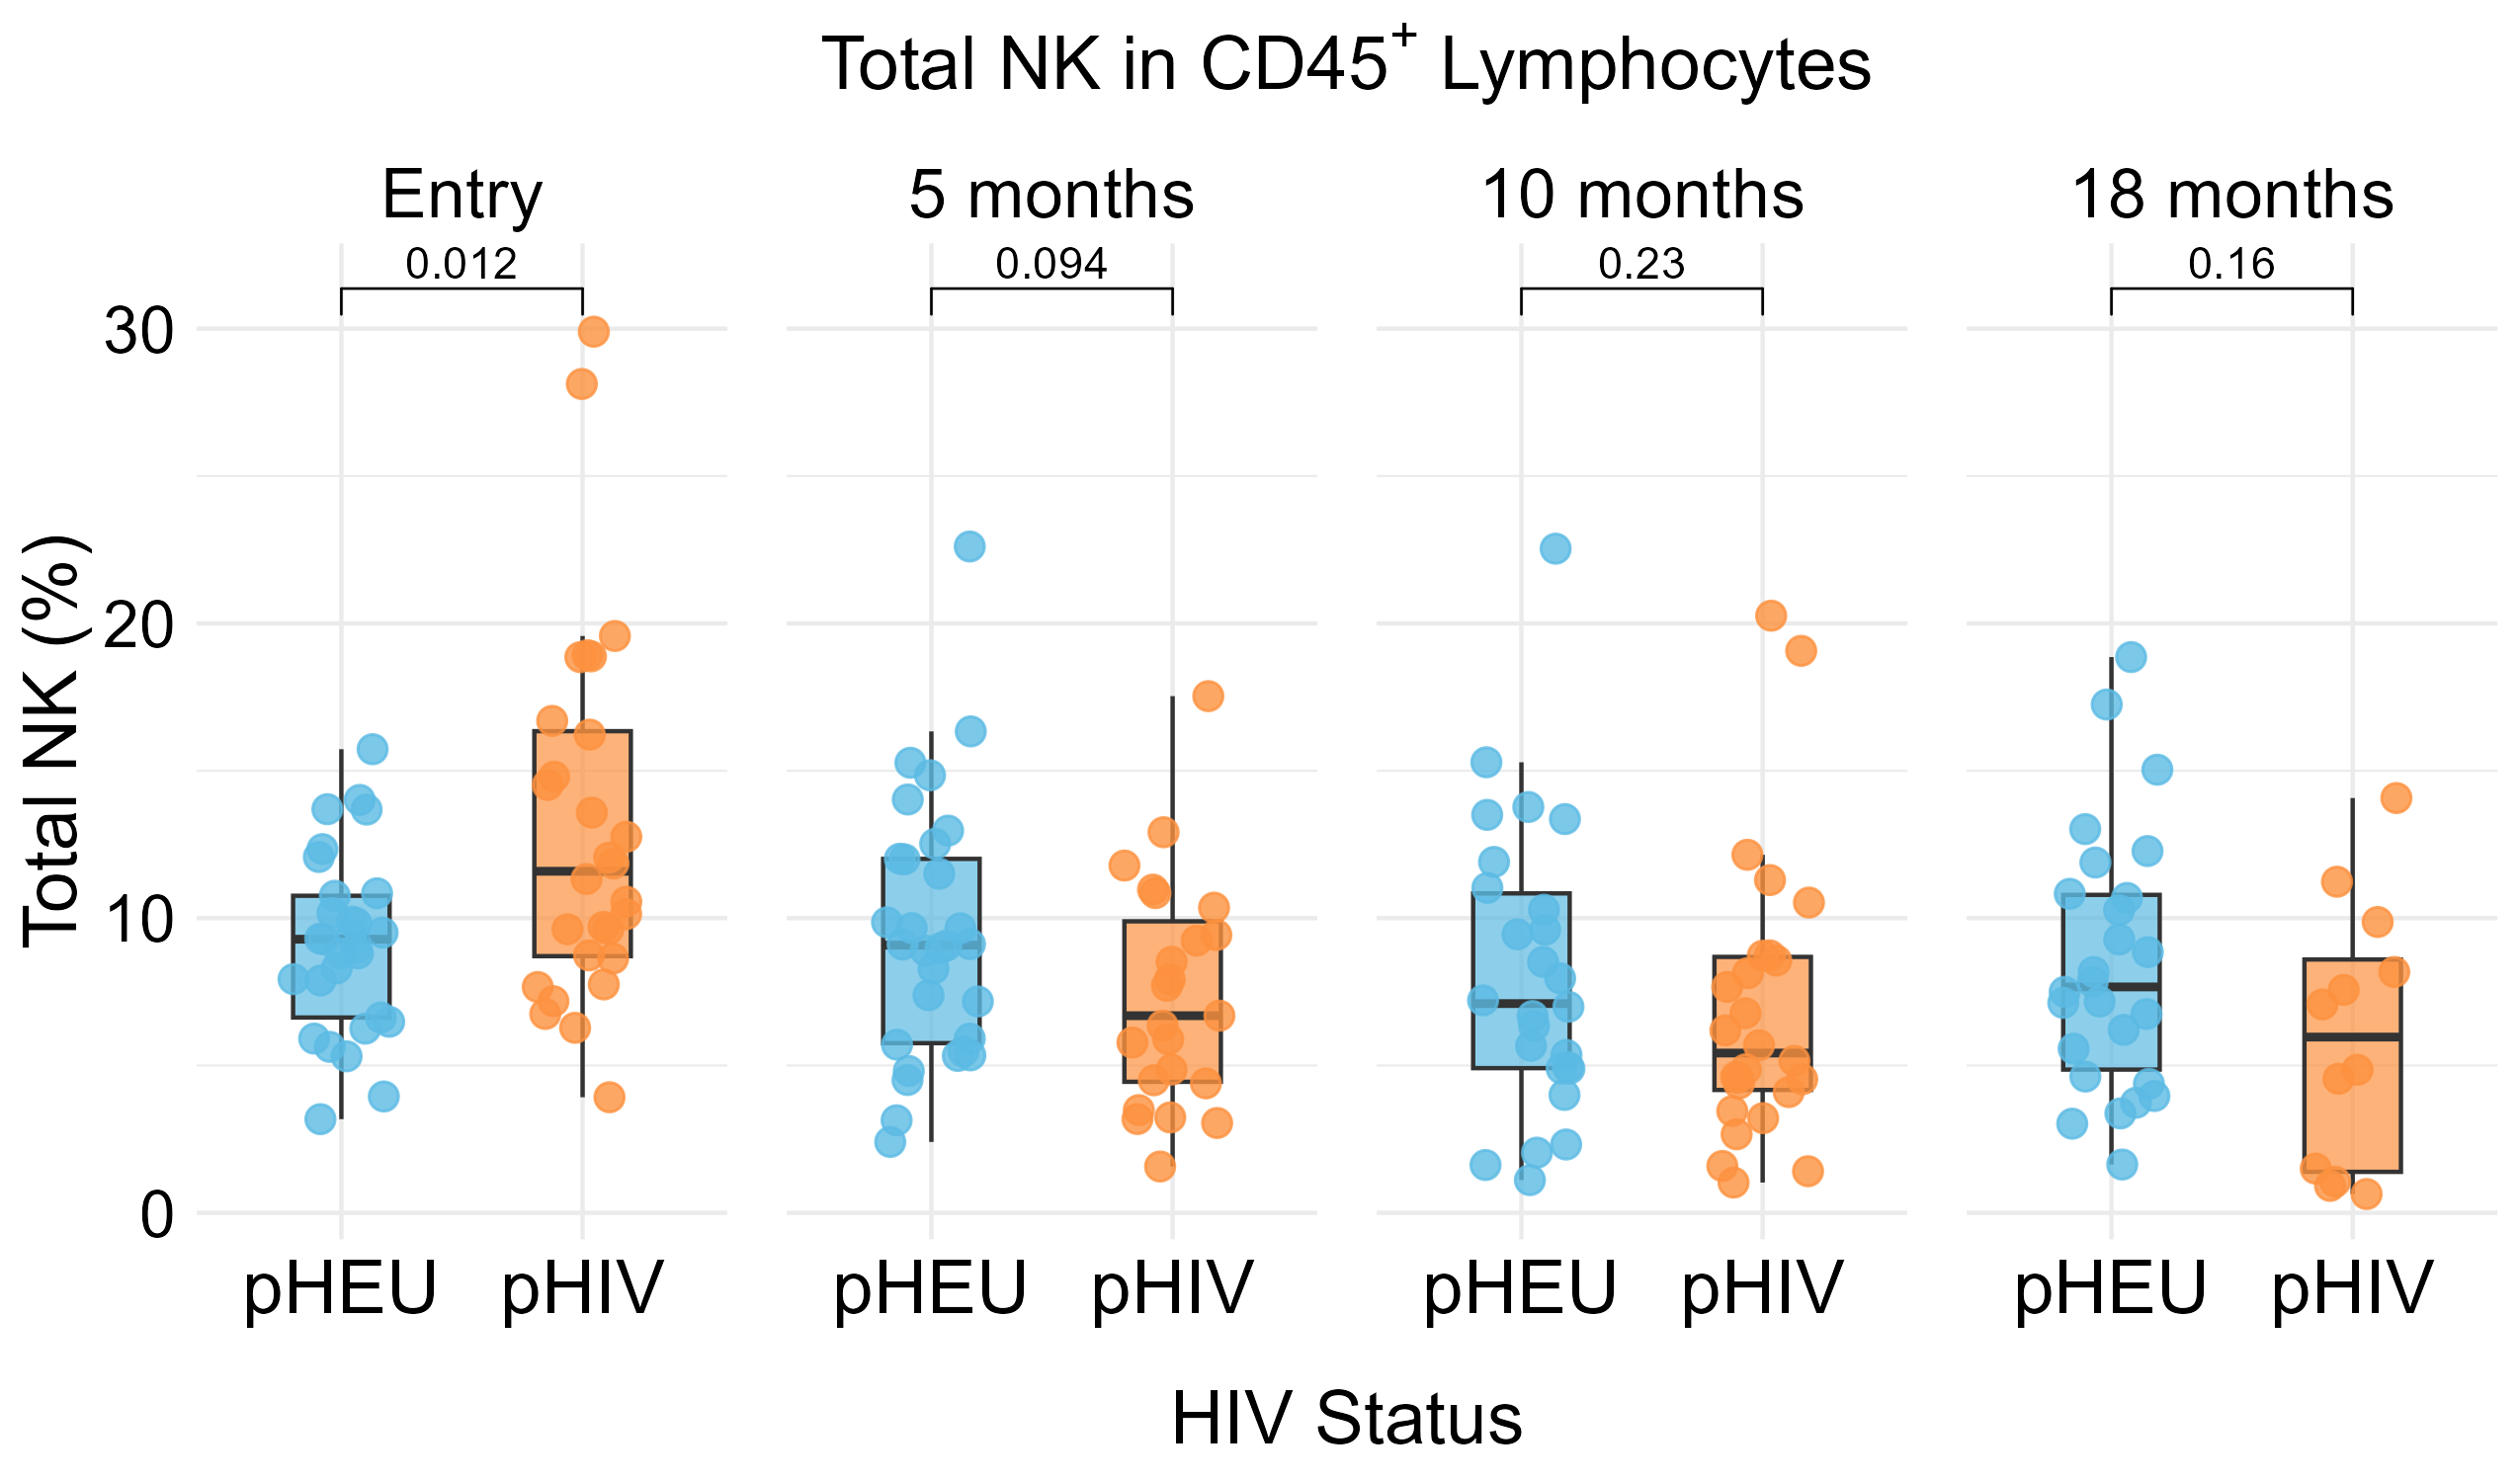 Total NK in CD45⁺ Lymphocytes
Entry 5 months 10 months 18 months
0.012 0.094 0.23 0.16
30
20
10
0
Total NK (%)
pHEU pHIV pHEU pHIV pHEU pHIV pHEU pHIV
HIV Status